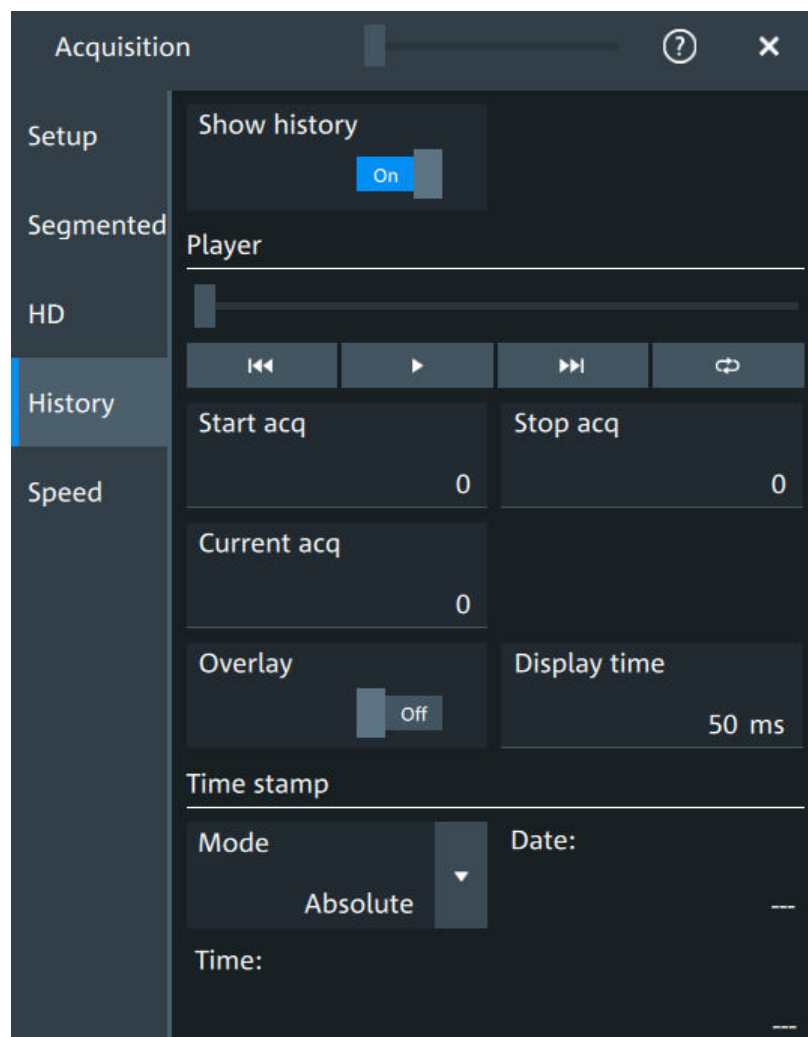 Acquisition
Setup
Segmented
HD
History
Speed
Show history
On
Player
Start acq
0
Stop acq
0
Current acq
0
Overlay
Off
Display time
50 ms
Time stamp
Mode
Absolute
Date:
---
Time:
---